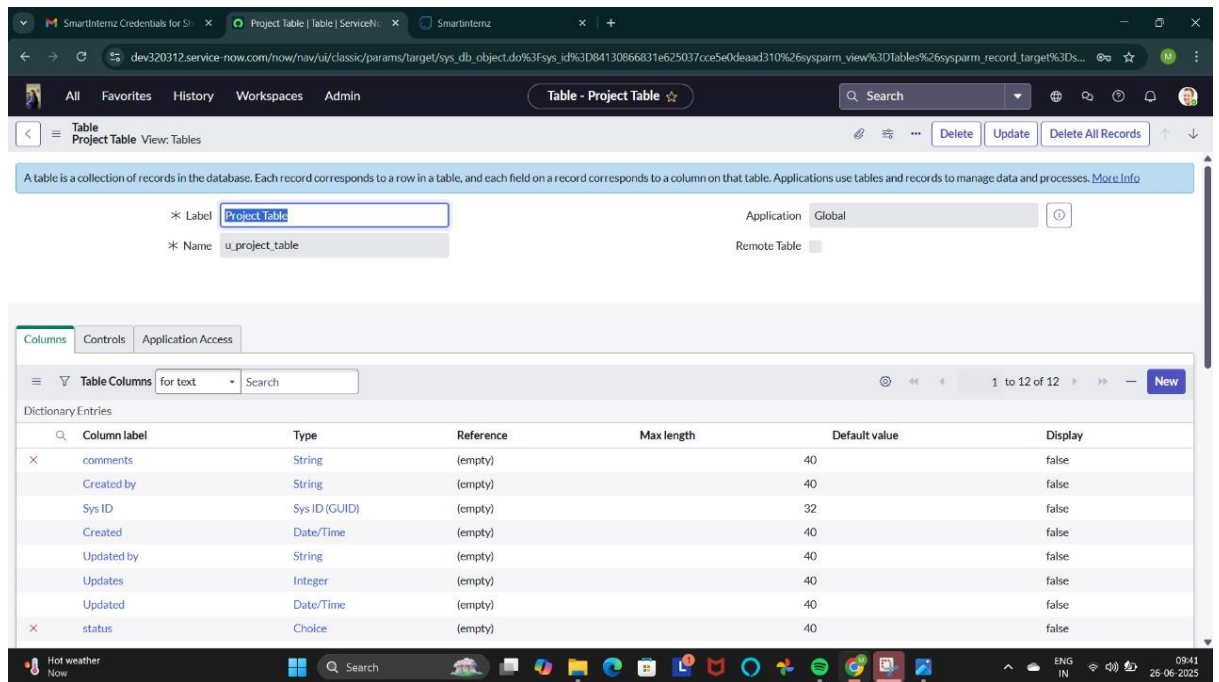 SmartInternz Credentials for Sh
Project Table | Table | ServiceNo
Smartinternz
dev320312.service-now.com/now/nav/ui/classic/params/target/sys_db_object.do%3Fsys_id%3D84130866831e625037cce5e0deaad310%26sysparm_view%3DTables%26sysparm_record_target%3Ds...
M
All Favorites History Workspaces Admin Table - Project Table Search
Table
Project Table View: Tables Delete Update Delete All Records
A table is a collection of records in the database. Each record corresponds to a row in a table, and each field on a record corresponds to a column on that table. Applications use tables and records to manage data and processes. More Info
* Label Project Table Application Global
* Name u_project_table Remote Table
Columns Controls Application Access
Table Columns for text Search 1 to 12 of 12 New
Dictionary Entries
Column label Type Reference Max length Default value Display
comments String (empty) 40 false
Created by String (empty) 40 false
Sys ID Sys ID (GUID) (empty) 32 false
Created Date/Time (empty) 40 false
Updated by String (empty) 40 false
Updates Integer (empty) 40 false
Updated Date/Time (empty) 40 false
status Choice (empty) 40 false
Hot weather
Now
Search
ENG
IN
09:41
26-06-2025